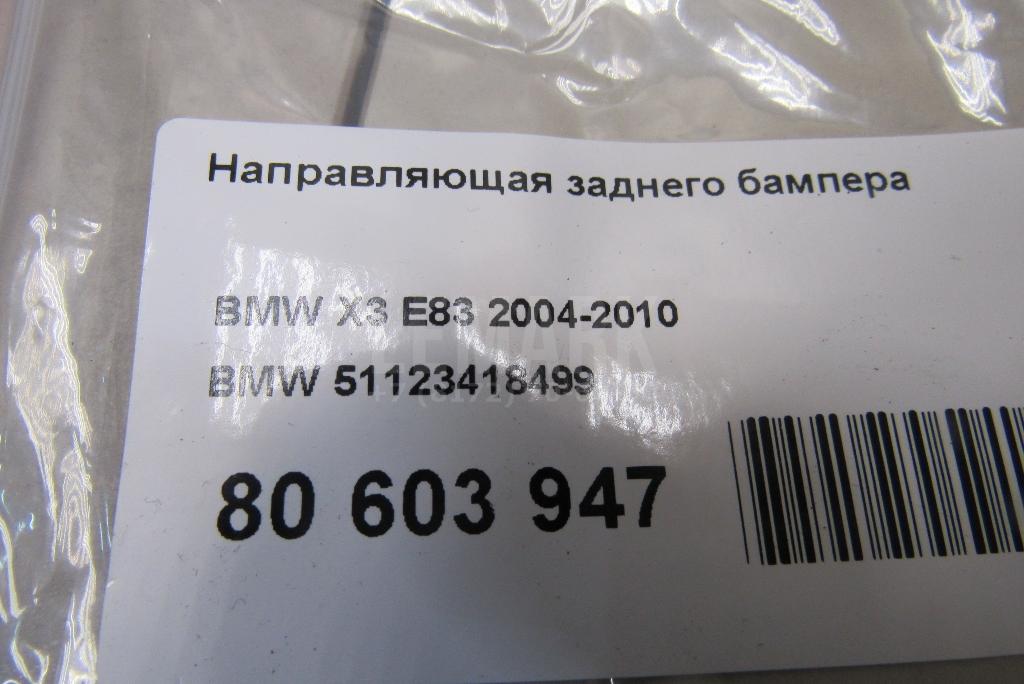 Направляющая заднего бампера
BMW X3 E83 2004-2010
BMW 51123418499
80 603 947